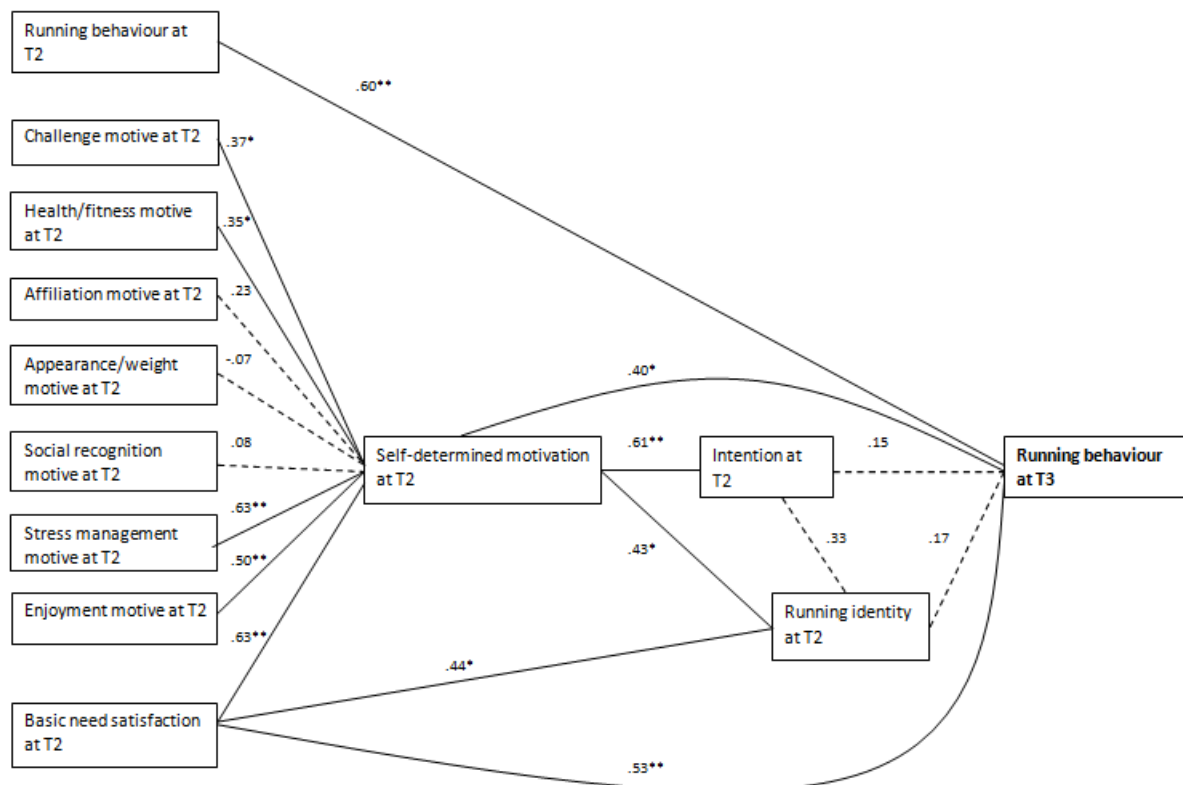 Running behaviour at
T2
.60**
Challenge motive at T2
.37*
Health/fitness motive
at T2
.35*
Affiliation motive at T2
.23
Appearance/weight
motive at T2
-.07
.40*
Social recognition
motive at T2
.08
Self-determined motivation
at T2
.61**
Intention at
T2
.15
Running behaviour
at T3
Stress management
motive at T2
.63**
.50**
.43*
.33
.17
Enjoyment motive at T2
.63**
Running identity
at T2
.44*
Basic need satisfaction
at T2
.53**